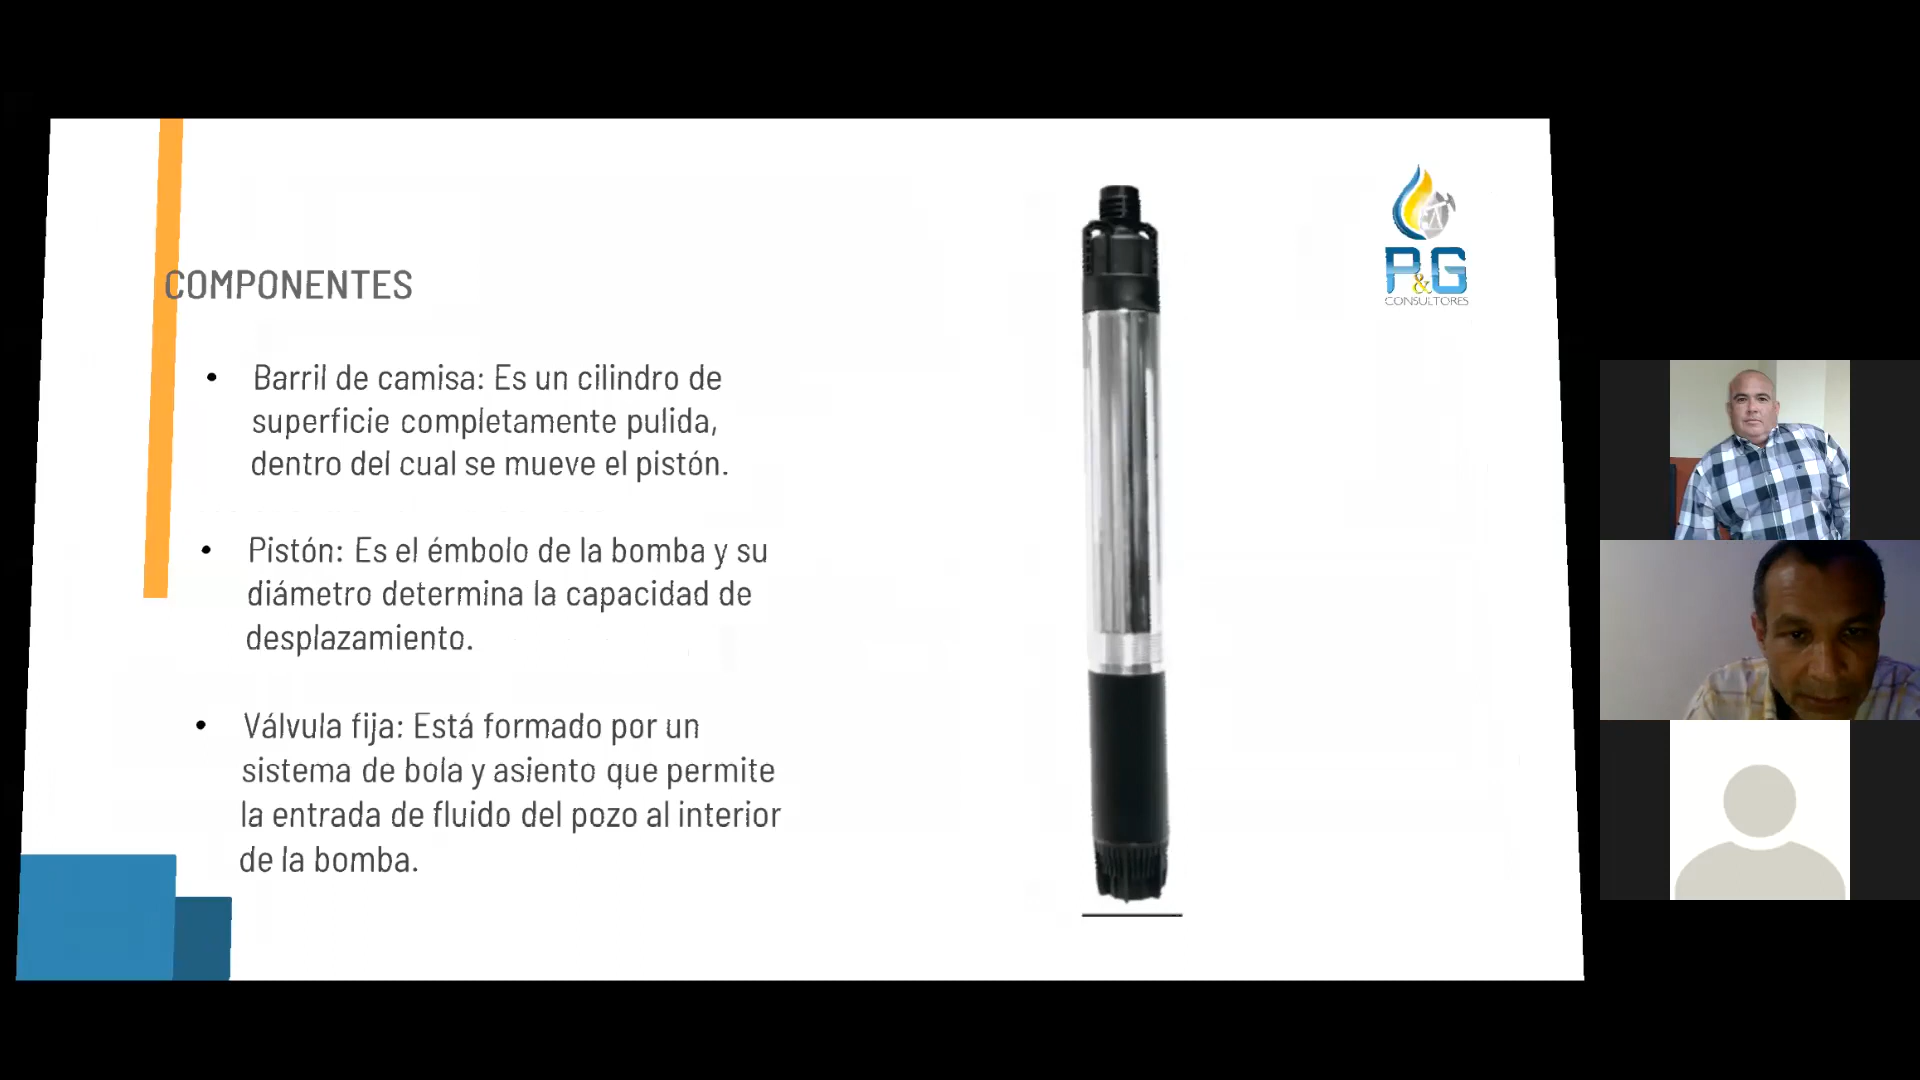 COMPONENTES
• Barril de camisa: Es un cilindro de
superficie completamente pulida,
dentro del cual se mueve el pistón.
• Pistón: Es el émbolo de la bomba y su
diámetro determina la capacidad de
desplazamiento.
• Válvula fija: Está formado por un
sistema de bola y asiento que permite
la entrada de fluido del pozo al interior
de la bomba.
P&G
CONSULTORES